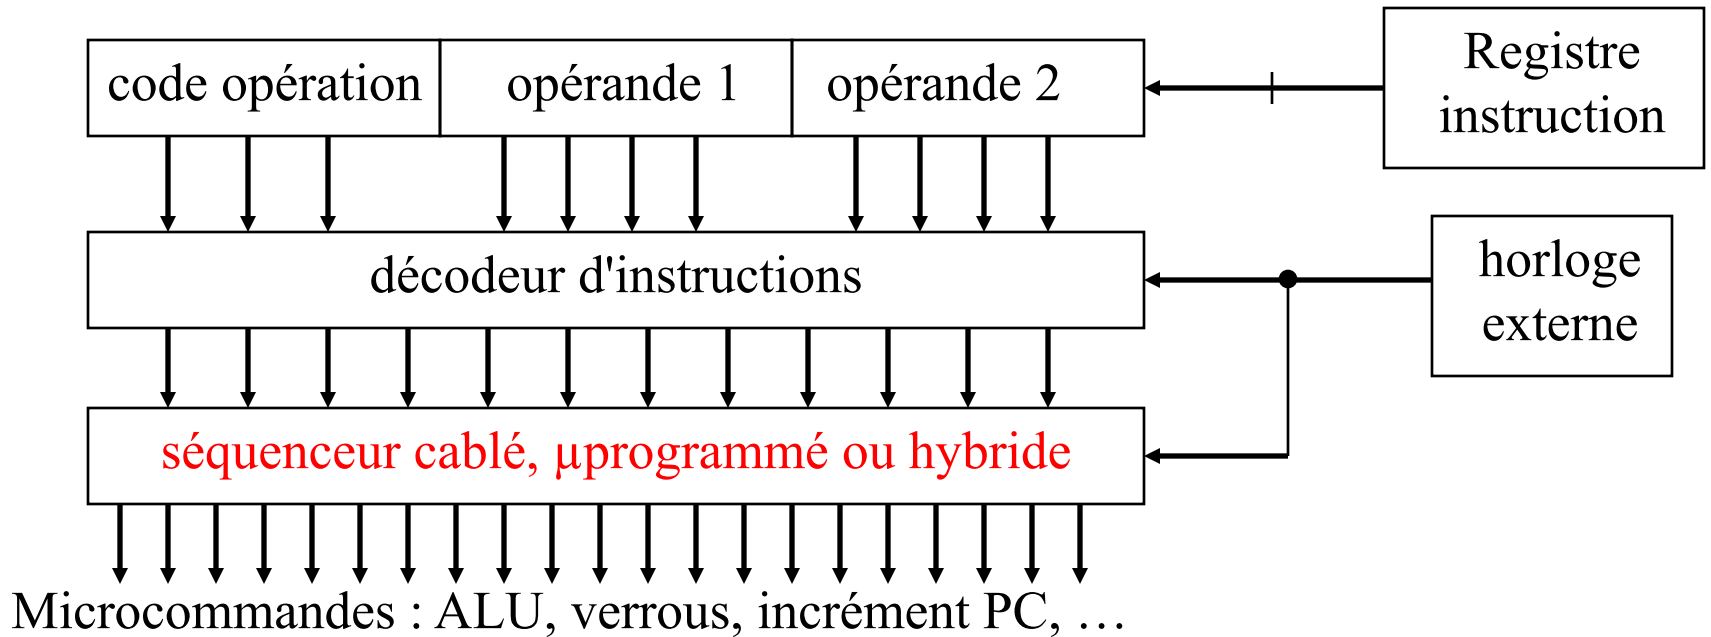 code opération opérande 1 opérande 2
Registre
instruction
décodeur d'instructions
horloge
externe
séquenceur cablé, µprogrammé ou hybride
Microcommandes : ALU, verrous, incrément PC, …